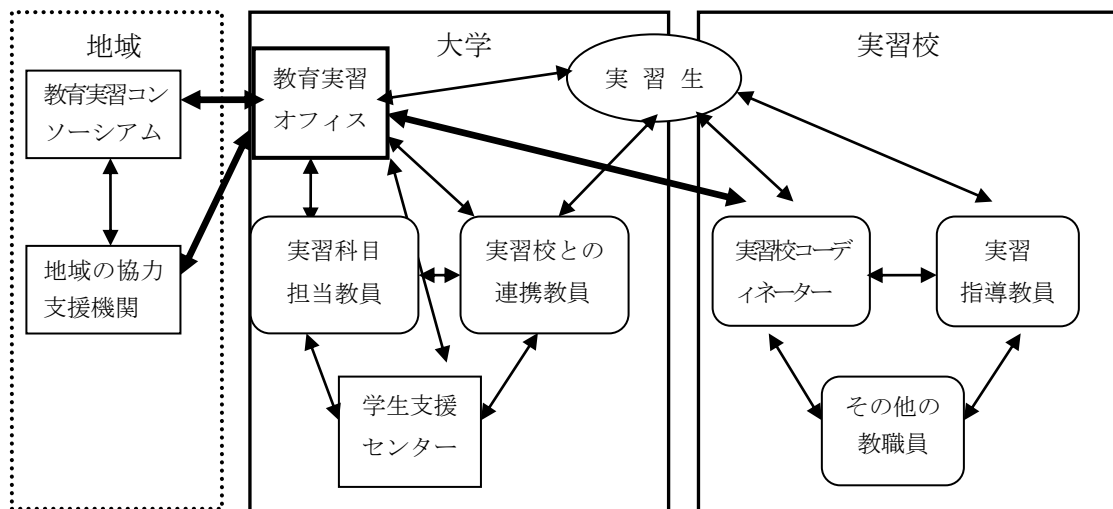 地域
教育実習コン
ソーシアム
地域の協力
支援機関
大学
教育実習
オフィス
実習生
実習科目
担当教員
実習校との
連携教員
学生支援
センター
実習校
実習校コーデ
ィネーター
実習
指導教員
その他の
教職員